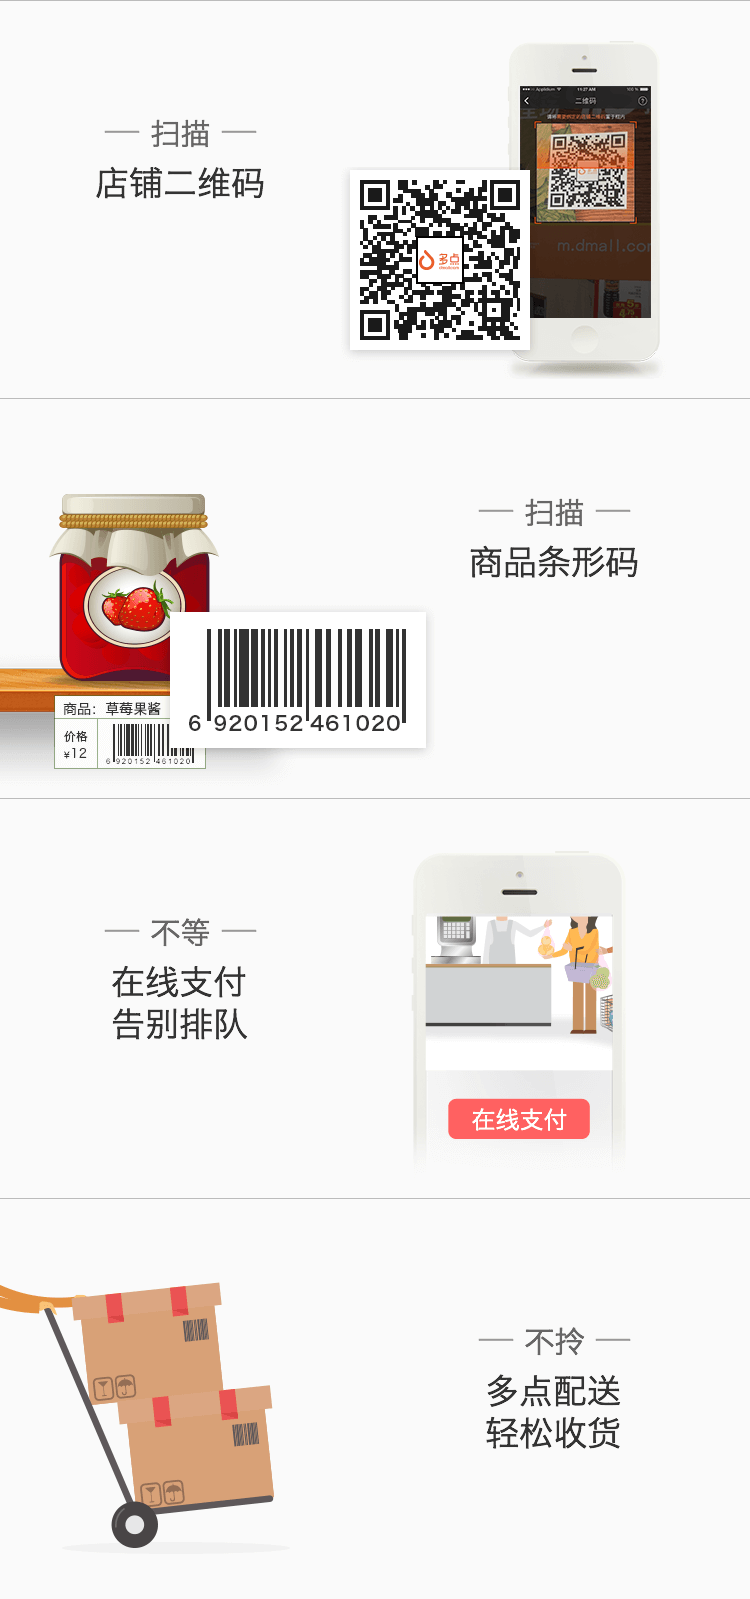 扫描
店铺二维码
11:27 AM
二维码
多点
m.dmall.com
扫描
商品条形码
6 920152 461020
商品：草莓果酱
价格
¥12
6 920152 461020
不等
在线支付
告别排队
在线支付
不拎
多点配送
轻松收货